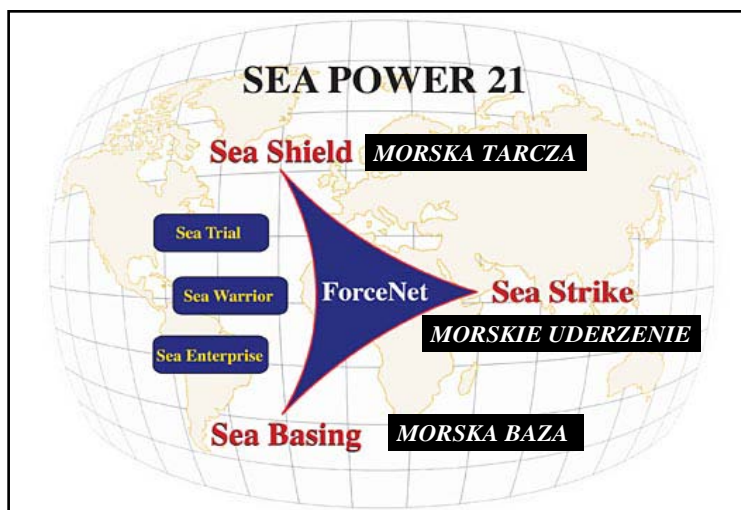 SEA POWER 21
Sea Shield MORSKA TARCZA
Sea Trial
Sea Warrior
ForceNet
Sea Strike
MORSKIE UDERZENIE
Sea Enterprise
Sea Basing MORSKA BAZA